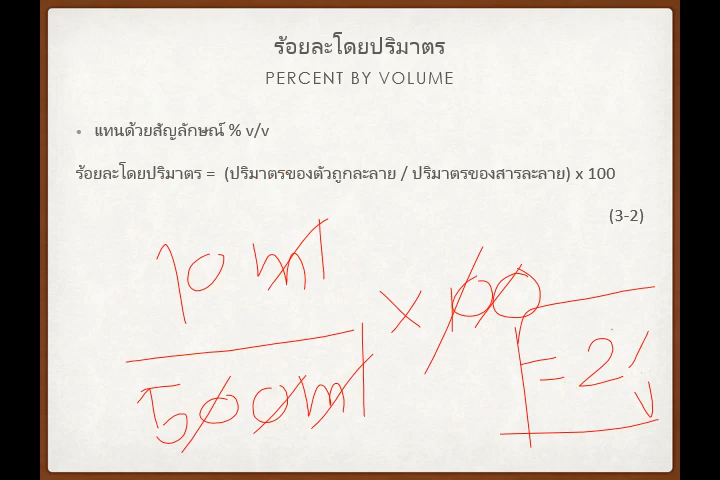 ร้อยละโดยปริมาตร
PERCENT BY VOLUME
• แทนด้วยสัญลักษณ์ % v/v
ร้อยละโดยปริมาตร = (ปริมาตรของตัวถูกละลาย / ปริมาตรของสารละลาย) x 100
(3-2)
10 ml
× 100
500 ml
= 2